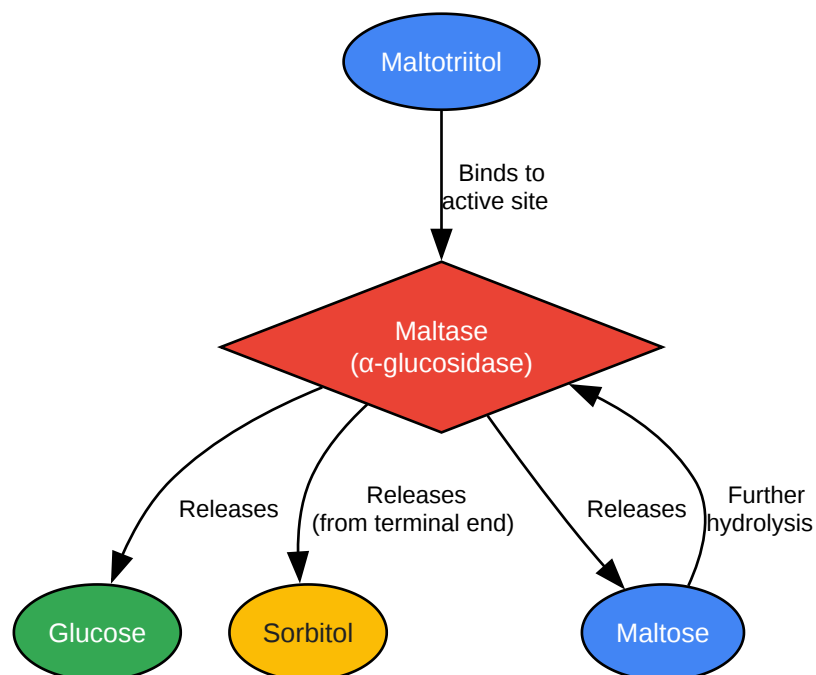 Maltotriitol
Binds to
active site
Maltase
(α-glucosidase)
Releases
Releases
(from terminal end)
Releases
Further
hydrolysis
Glucose
Sorbitol
Maltose